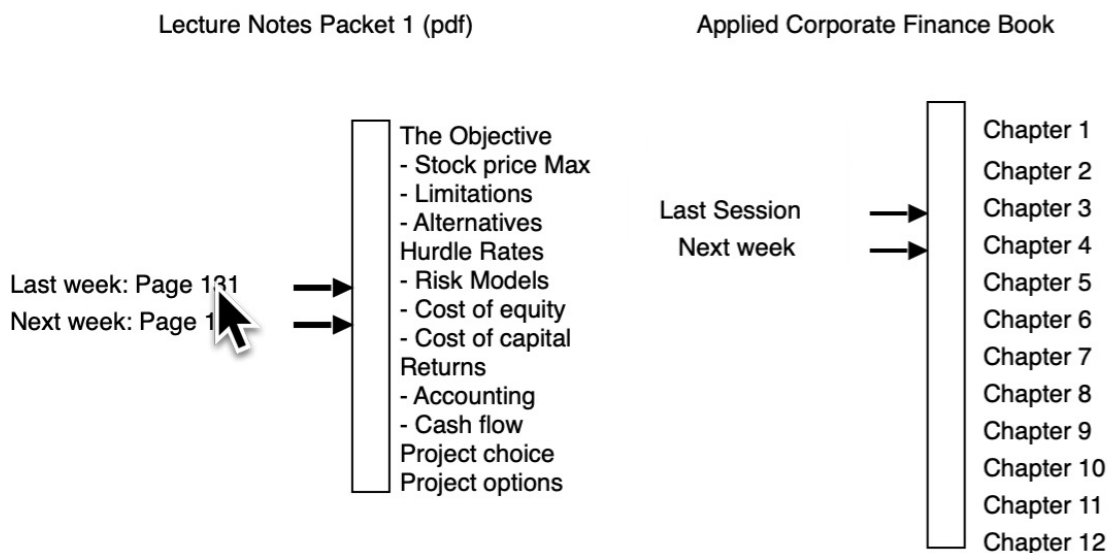 Lecture Notes Packet 1 (pdf)
Applied Corporate Finance Book
The Objective
- Stock price Max
- Limitations
- Alternatives
Hurdle Rates
- Risk Models
- Cost of equity
- Cost of capital
Returns
- Accounting
- Cash flow
Project choice
Project options
Last week: Page 131
Next week: Page
Last Session
Next week
Chapter 1
Chapter 2
Chapter 3
Chapter 4
Chapter 5
Chapter 6
Chapter 7
Chapter 8
Chapter 9
Chapter 10
Chapter 11
Chapter 12